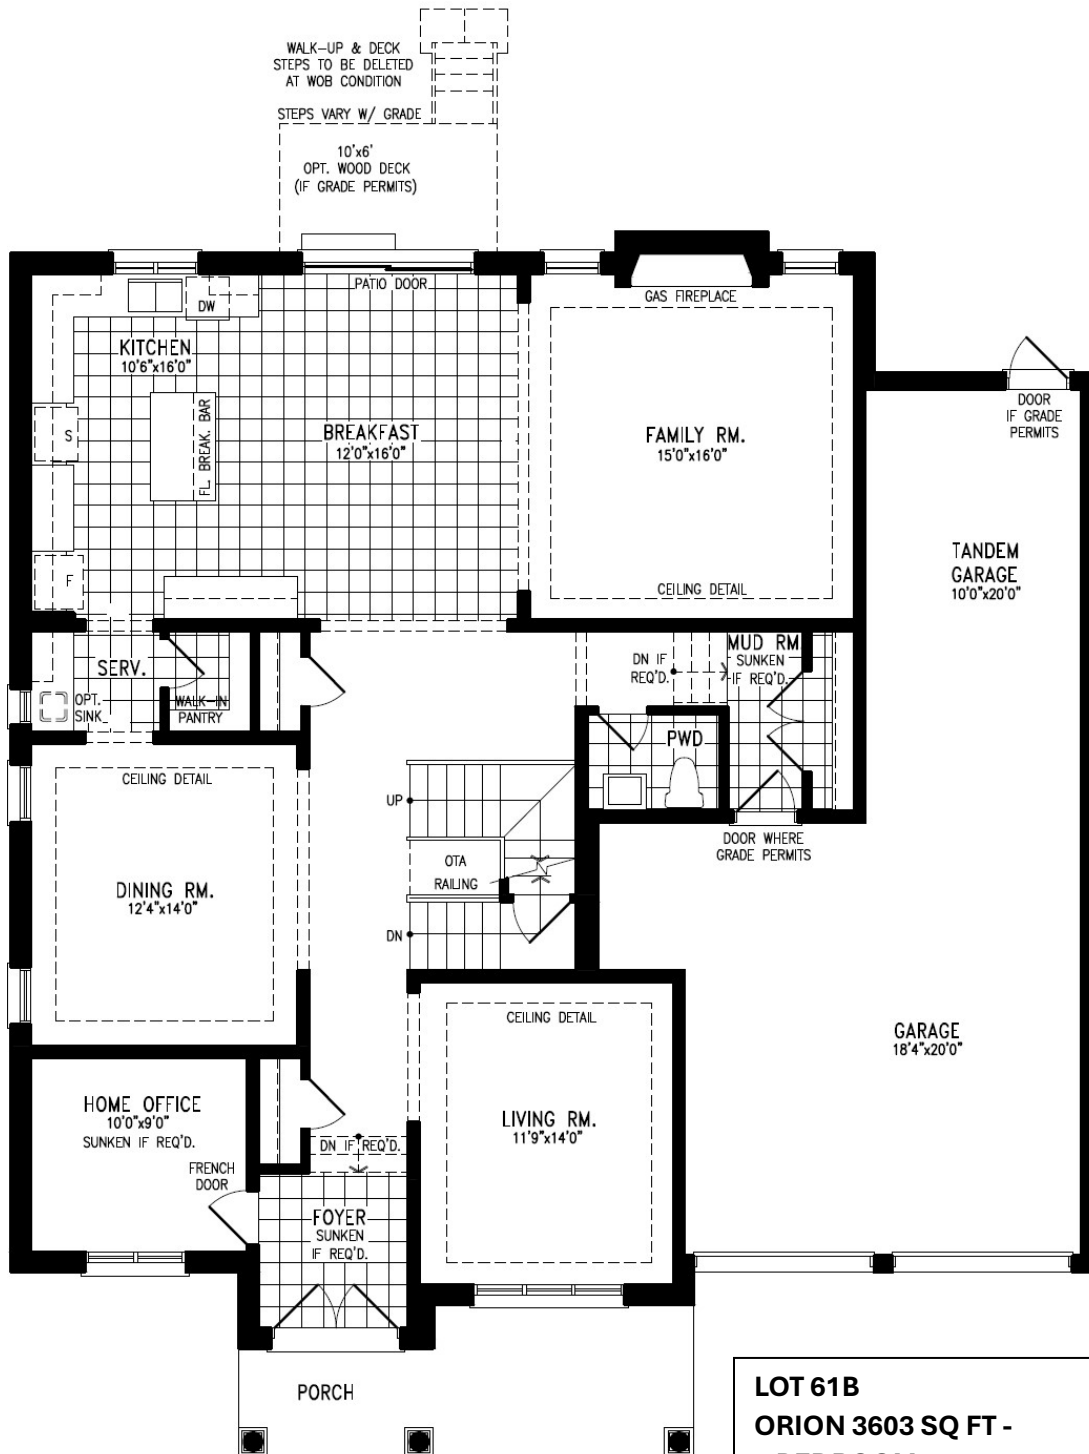 WALK-UP & DECK
STEPS TO BE DELETED
AT WOB CONDITION
STEPS VARY W/ GRADE
10'x6'
OPT. WOOD DECK
(IF GRADE PERMITS)
PATIO DOOR
GAS FIREPLACE
DW
KITCHEN
10'6"x16'0"
S
FL. BREAK. BAR
BREAKFAST
12'0"x16'0"
FAMILY RM.
15'0"x16'0"
DOOR
IF GRADE
PERMITS
F
CEILING DETAIL
TANDEM
GARAGE
10'0"x20'0"
SERV.
OPT.
SINK
WALK-IN
PANTRY
DN IF
REQ'D.
MUD RM.
SUNKEN
IF REQ'D.
PWD
CEILING DETAIL
UP
DOOR WHERE
GRADE PERMITS
OTA
RAILING
DINING RM.
12'4"x14'0"
DN
CEILING DETAIL
GARAGE
18'4"x20'0"
HOME OFFICE
10'0"x9'0"
SUNKEN IF REQ'D.
LIVING RM.
11'9"x14'0"
DN IF REQ'D.
FRENCH
DOOR
FOYER
SUNKEN
IF REQ'D.
PORCH
LOT 61B
ORION 3603 SQ FT -